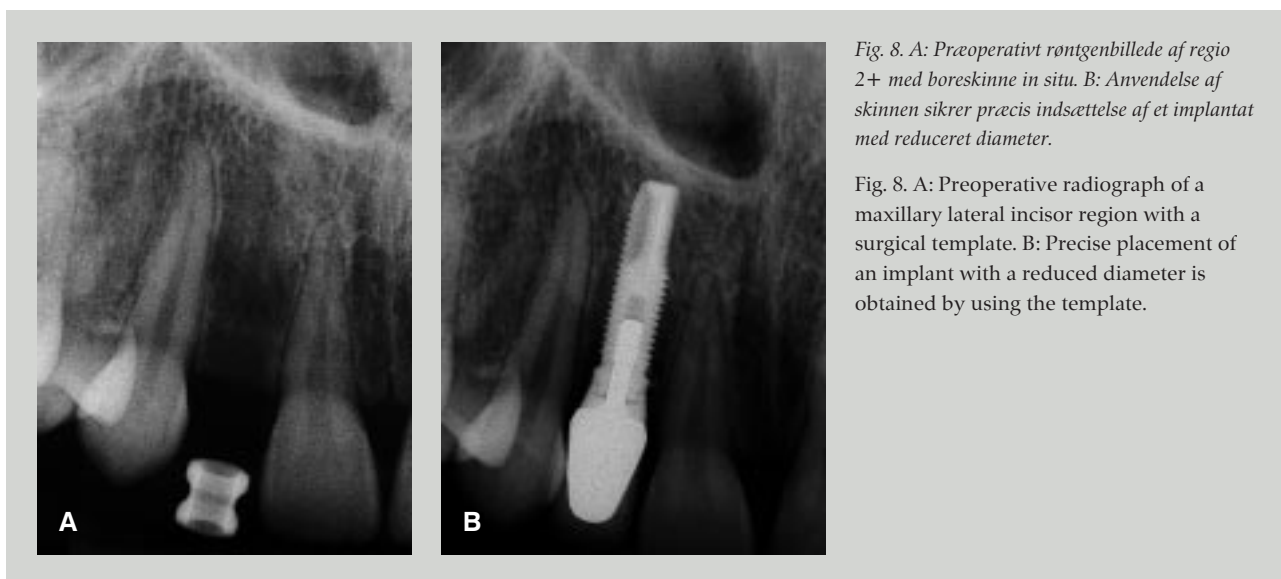 A
B
Fig. 8. A: Præoperativt røntgenbillede af regio
2+ med boreskinne in situ. B: Anvendelse af
skinnen sikrer præcis indsættelse af et implantat
med reduceret diameter.
Fig. 8. A: Preoperative radiograph of a
maxillary lateral incisor region with a
surgical template. B: Precise placement of
an implant with a reduced diameter is
obtained by using the template.